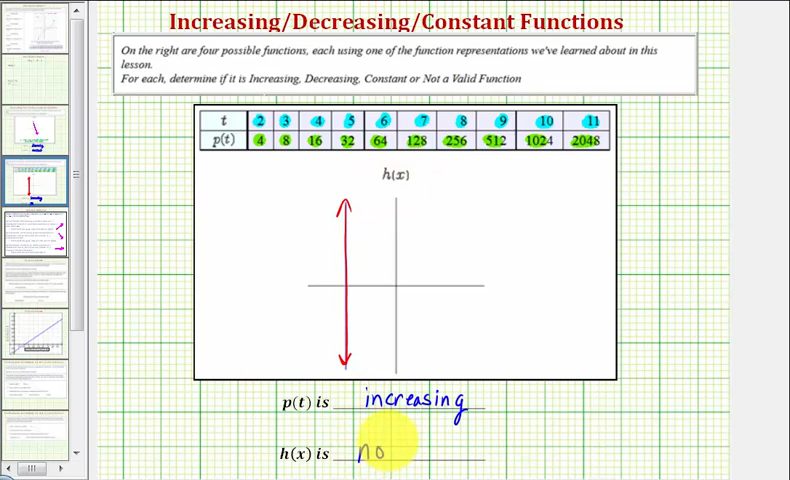 Increasing/Decreasing/Constant Functions
On the right are four possible functions, each using one of the function representations we've learned about in this
lesson.
For each, determine if it is Increasing, Decreasing, Constant or Not a Valid Function
t 2 3 4 5 6 7 8 9 10 11
p(t) 4 8 16 32 64 128 256 512 1024 2048
h(x)
p(t) is increasing
h(x) is no